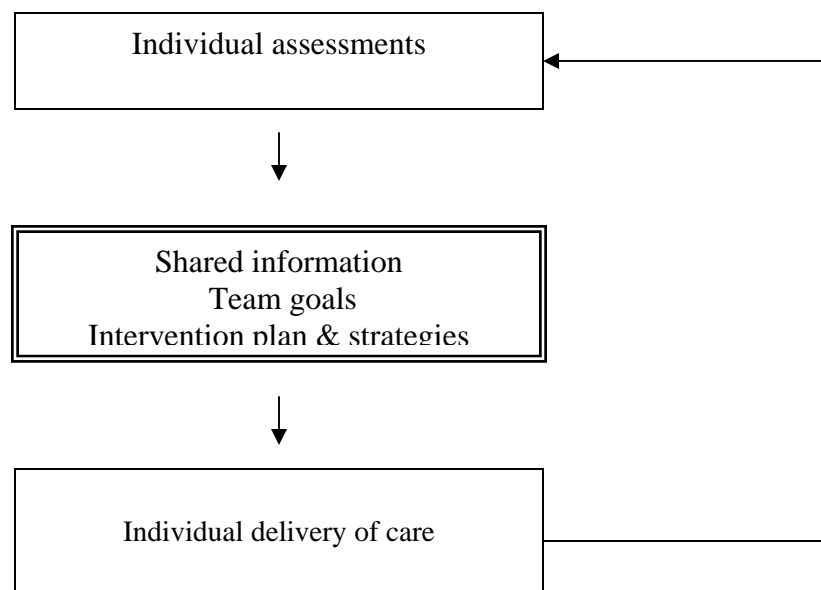 Individual assessments
Shared information
Team goals
Intervention plan & strategies
Individual delivery of care